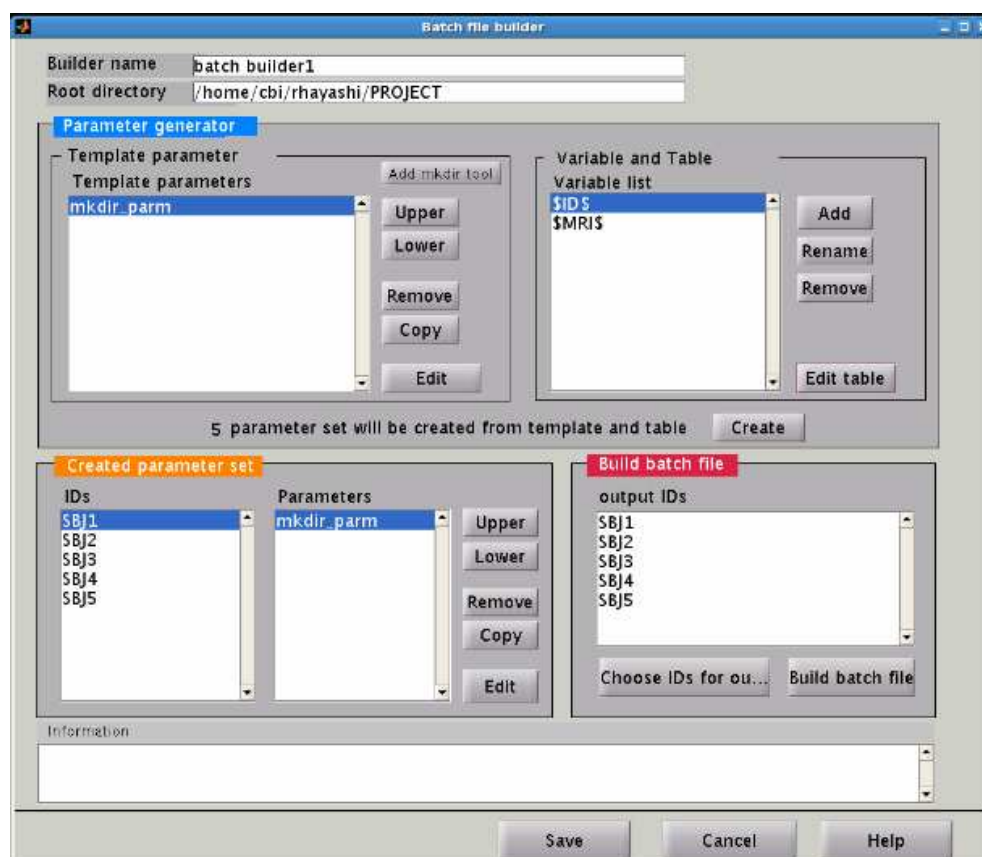 Batch file builder
Builder name batch builder1
Root directory /home/cbi/rhayashi/PROJECT
Parameter generator
Template parameter
Template parameters
mkdir_parm
Add mkdir tool
Upper
Lower
Remove
Copy
Edit
Variable and Table
Variable list
$ID$
$MRI$
Add
Rename
Remove
Edit table
5 parameter set will be created from template and table Create
Created parameter set
IDs
SBJ1
SBJ2
SBJ3
SBJ4
SBJ5
Parameters
mkdir_parm
Upper
Lower
Remove
Copy
Edit
Build batch file
output IDs
SBJ1
SBJ2
SBJ3
SBJ4
SBJ5
Choose IDs for ou... Build batch file
Information
Save Cancel Help